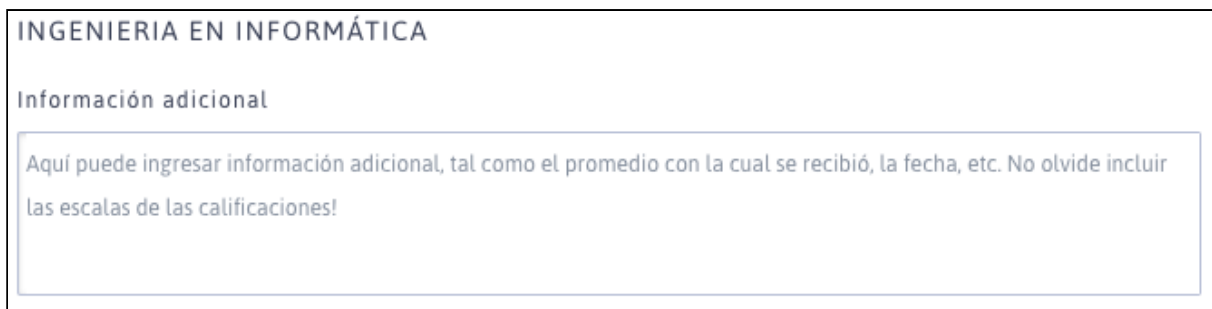 INGENIERIA EN INFORMÁTICA
Información adicional
Aquí puede ingresar información adicional, tal como el promedio con la cual se recibió, la fecha, etc. No olvide incluir
las escalas de las calificaciones!